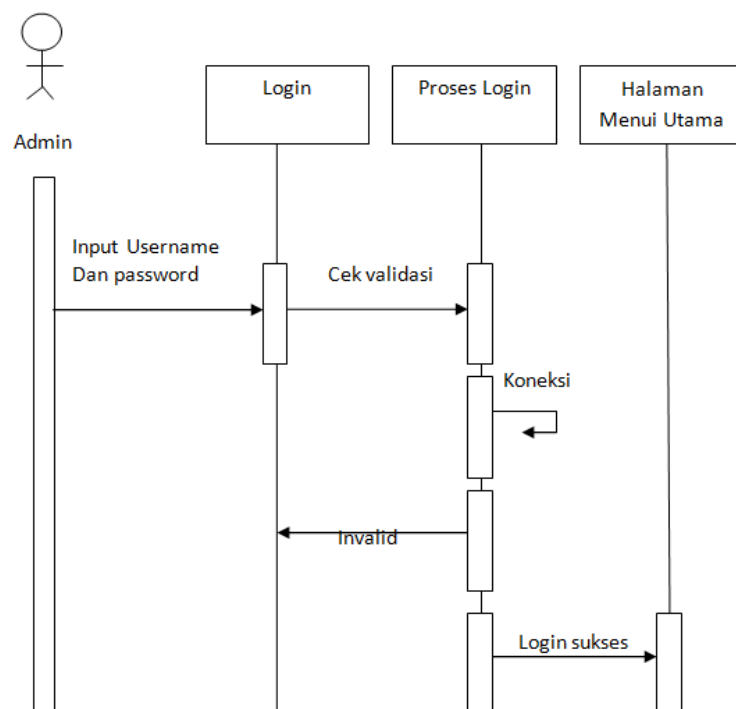 Admin
Login
Proses Login
Halaman
Menui Utama
Input Username
Dan password
Cek validasi
Koneksi
Invalid
Login sukses